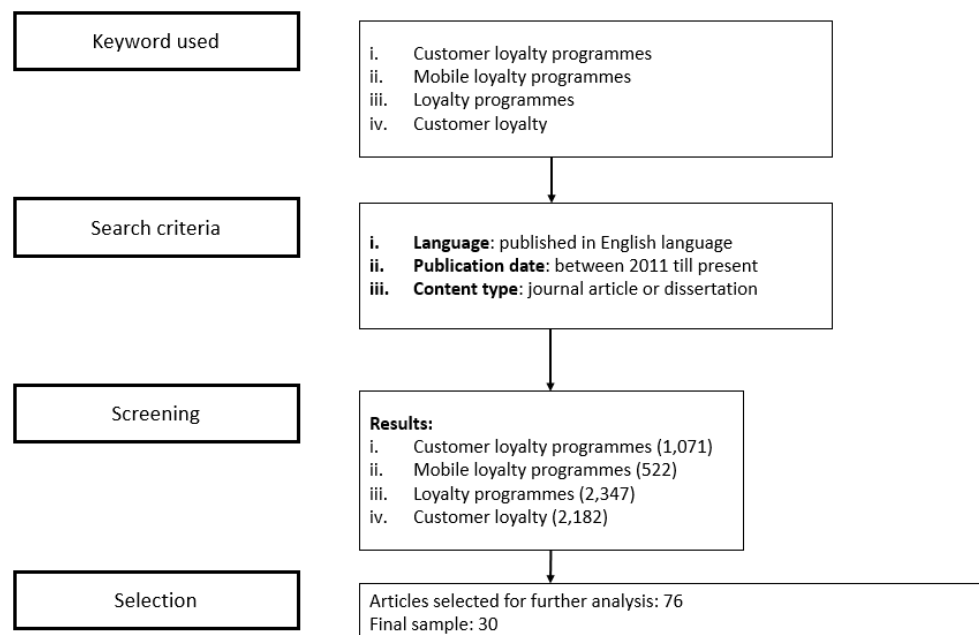 Keyword used
i. Customer loyalty programmes
ii. Mobile loyalty programmes
iii. Loyalty programmes
iv. Customer loyalty
Search criteria
i. Language: published in English language
ii. Publication date: between 2011 till present
iii. Content type: journal article or dissertation
Screening
Results:
i. Customer loyalty programmes (1,071)
ii. Mobile loyalty programmes (522)
iii. Loyalty programmes (2,347)
iv. Customer loyalty (2,182)
Selection
Articles selected for further analysis: 76
Final sample: 30